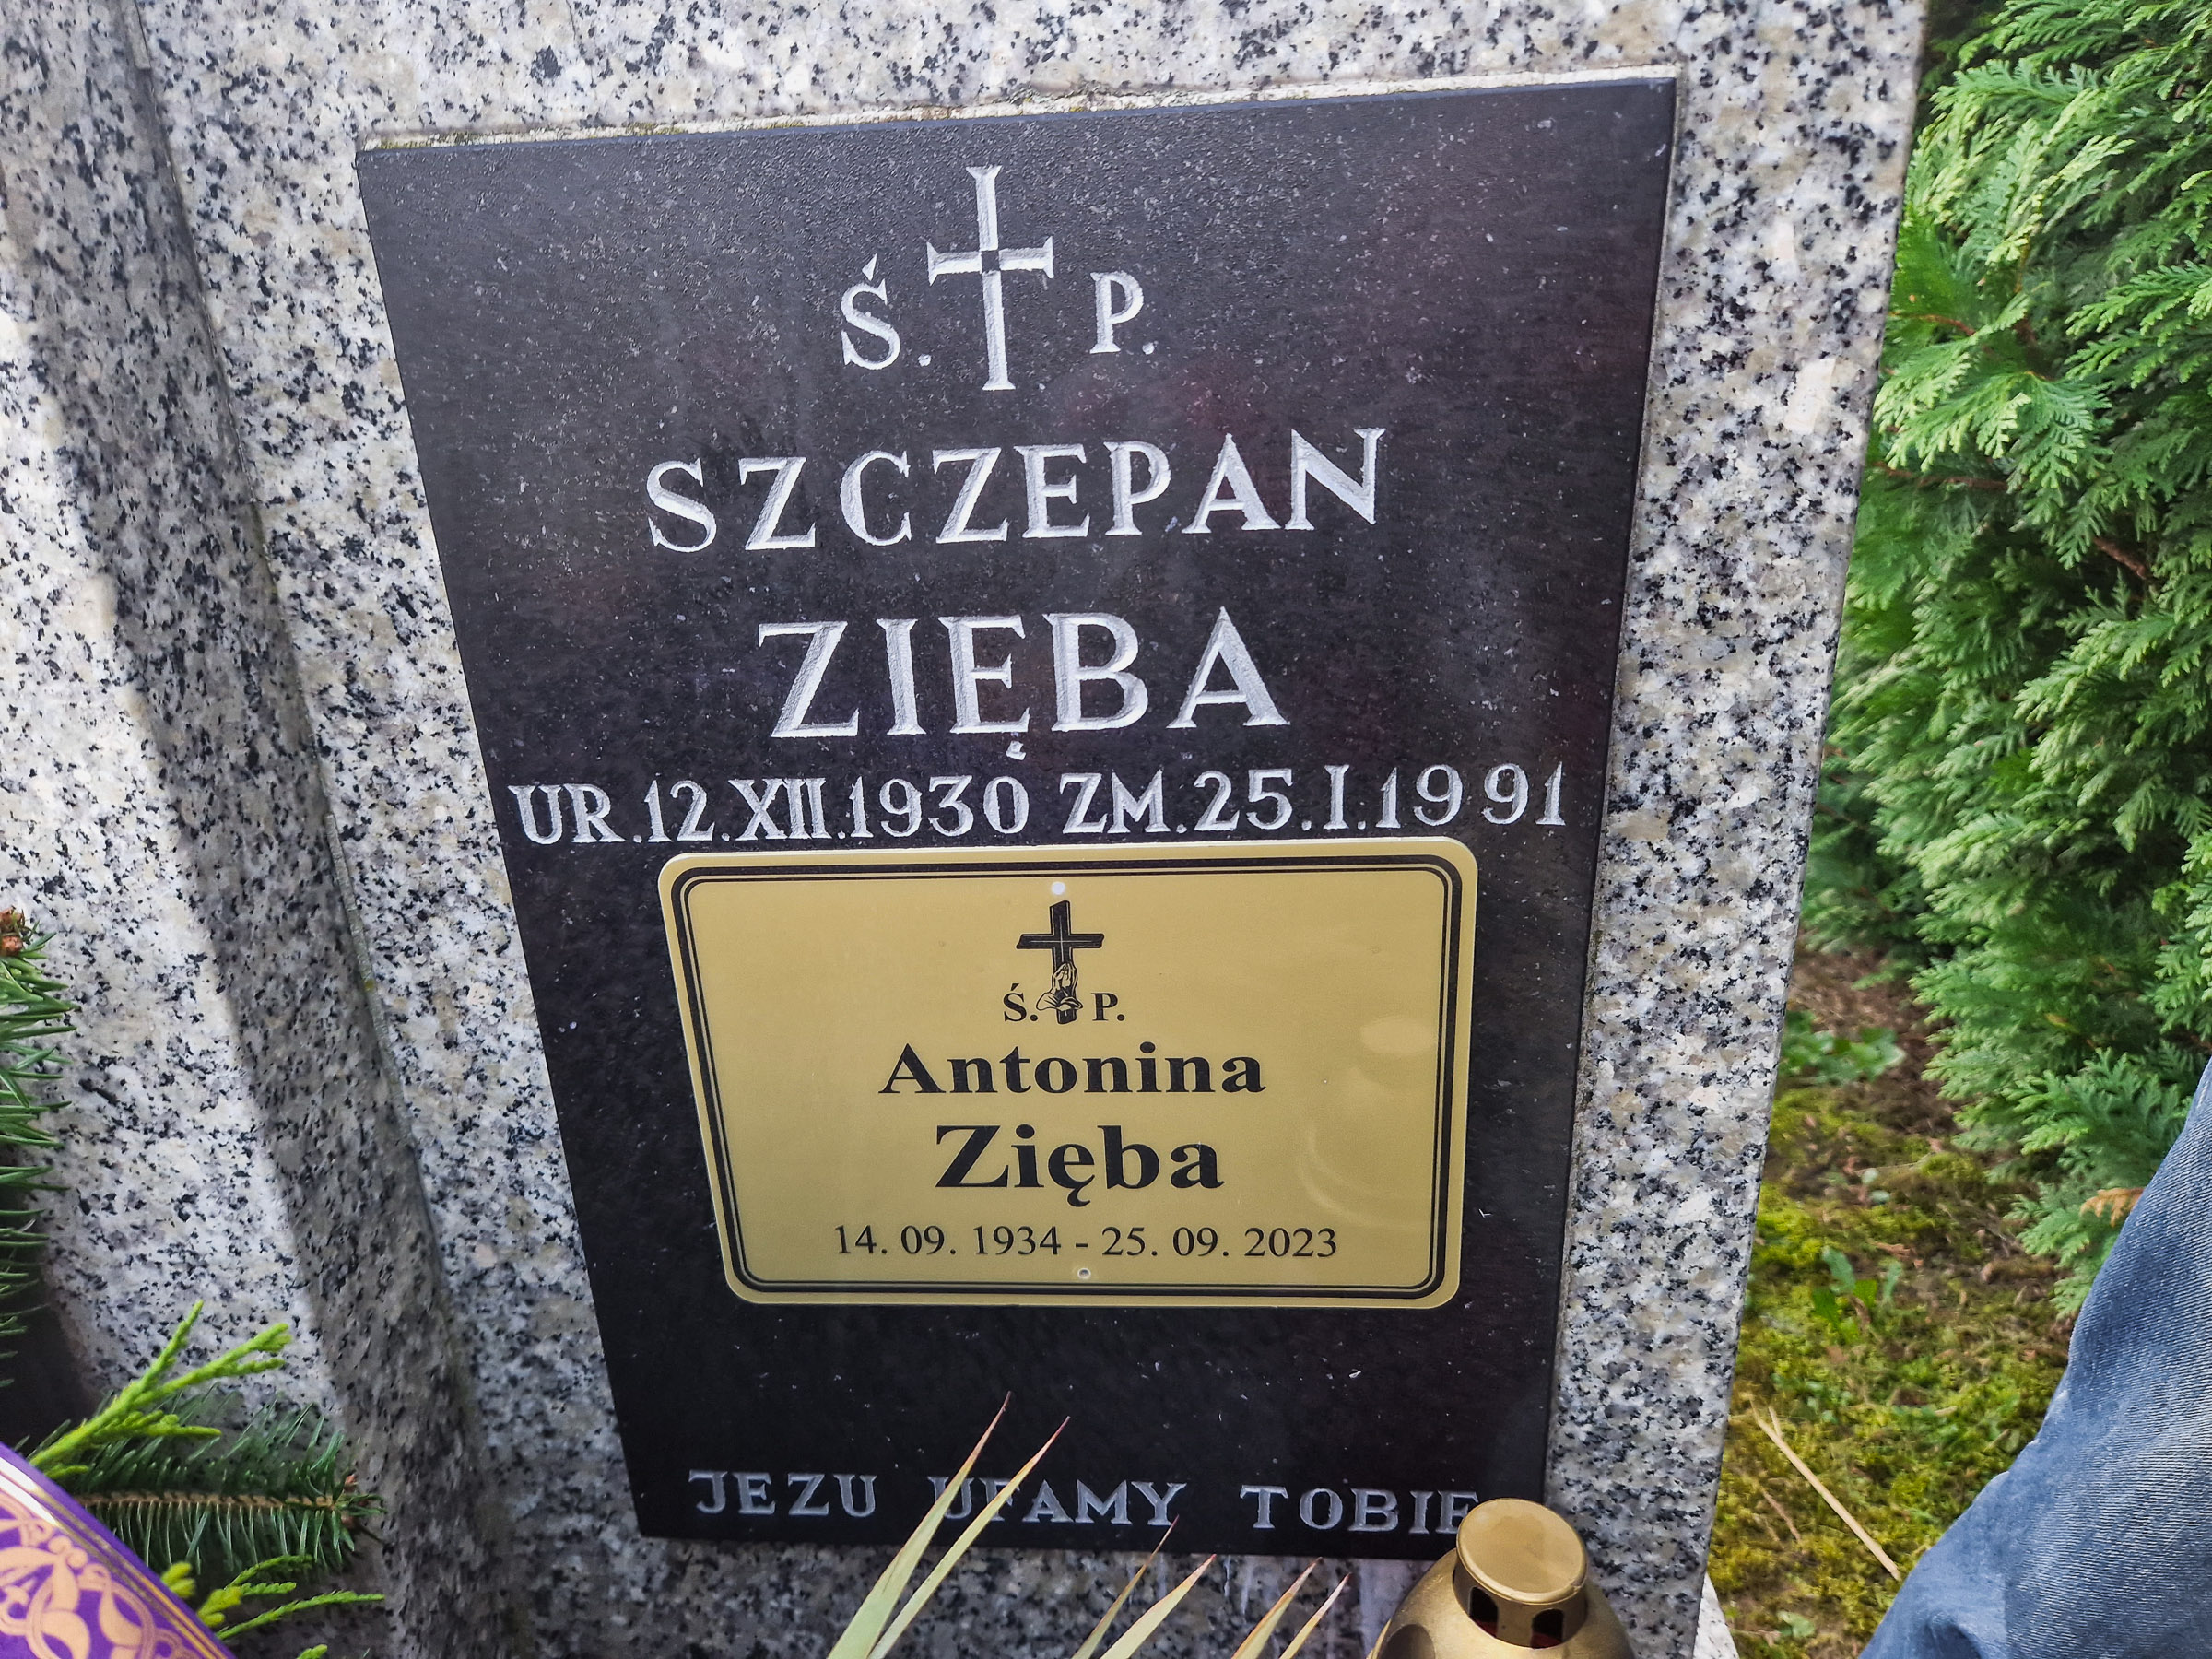 Ś. P.
SZCZEPAN
ZIĘBA
UR.12.XII.1930 ZM.25.I.1991
Ś. P.
Antonina
Zięba
14. 09. 1934 - 25. 09. 2023
JEZU UFAMY TOBIE